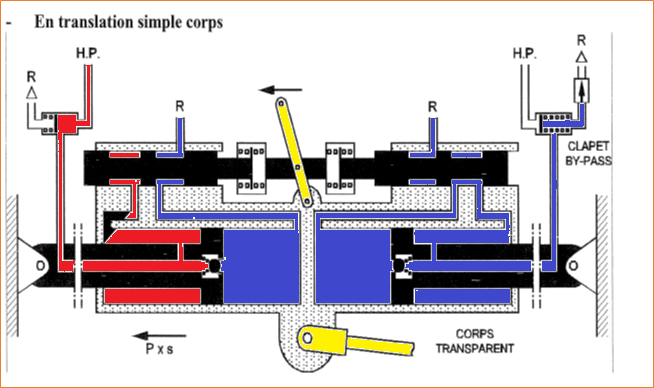 - En translation simple corps
R
H.P.
R
R
H.P.
R
CLAPET
BY-PASS
P x s
CORPS
TRANSPARENT